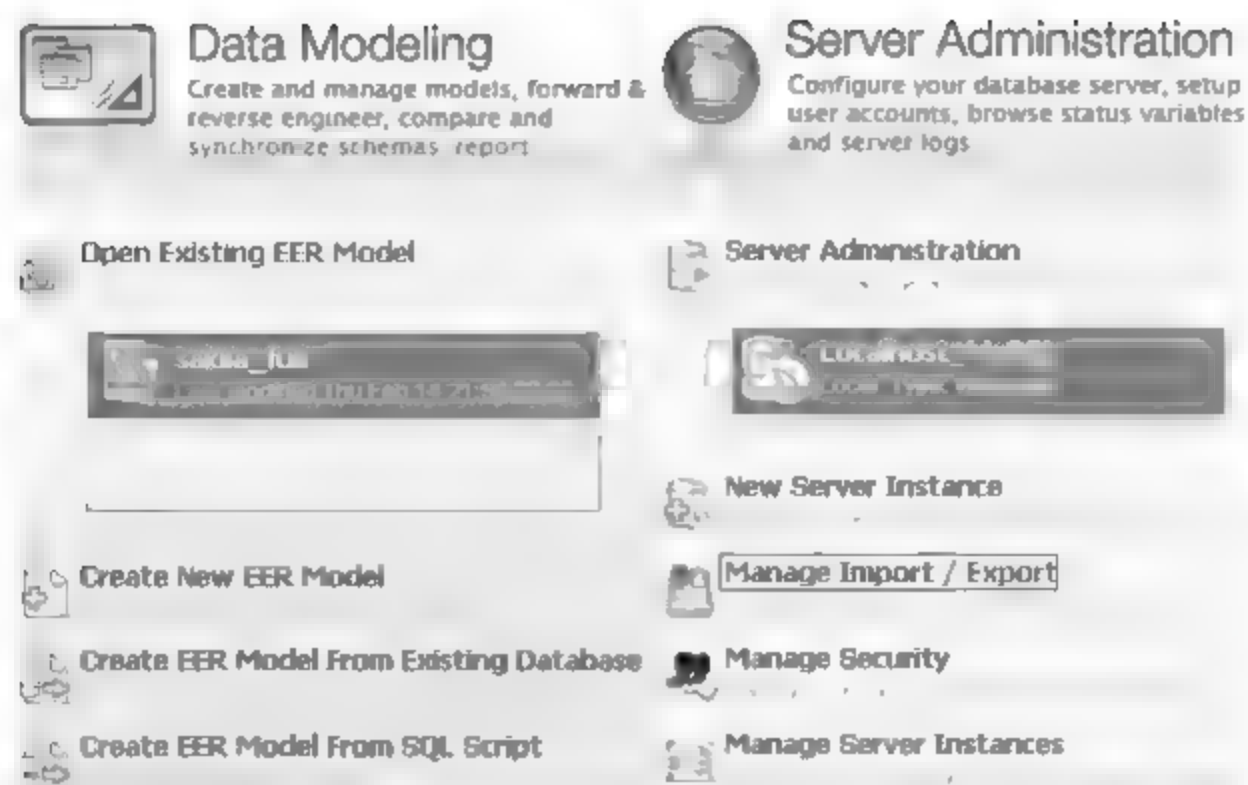 Data Modeling
Create and manage models, forward &
reverse engineer, compare and
synchronize schemas report
Open Existing EER Model
sakila_full
Create New EER Model
Create EER Model From Existing Database
Create EER Model From SQL Script
Server Administration
Configure your database server, setup
user accounts, browse status variables
and server logs
Server Administration
Localhost
New Server Instance
Manage Import / Export
Manage Security
Manage Server Instances